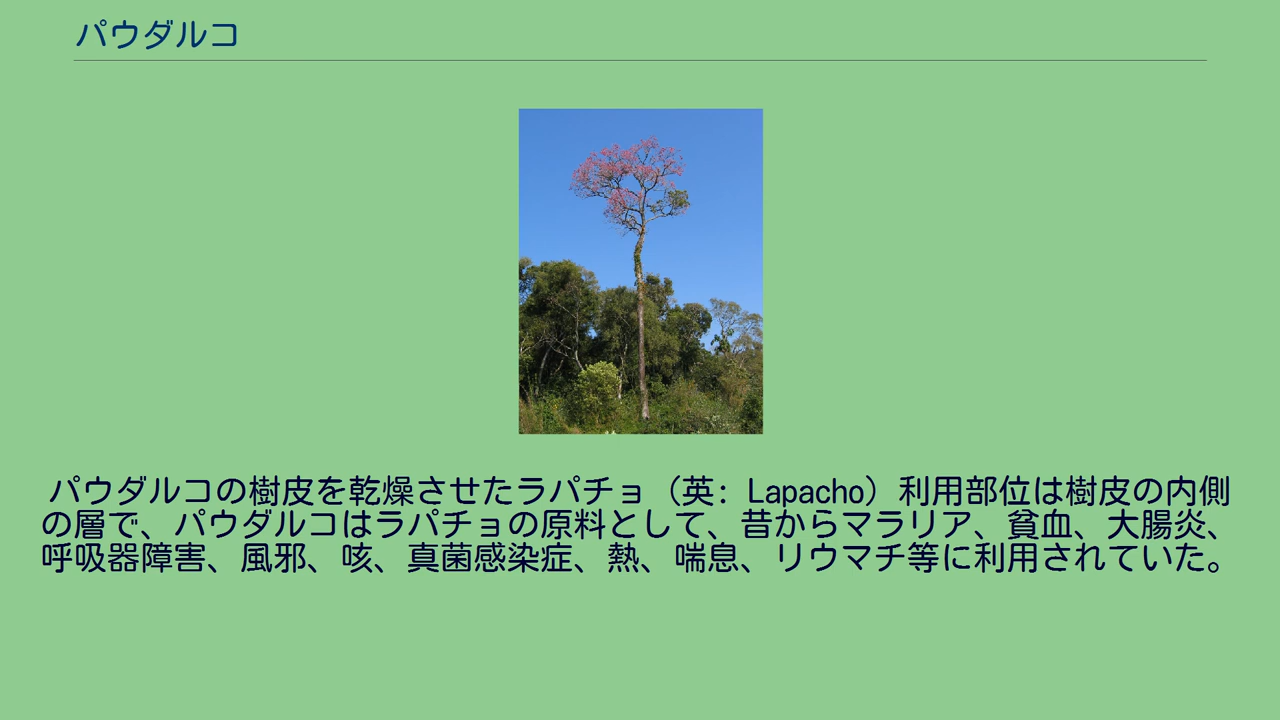 パウダルコ
パウダルコの樹皮を乾燥させたラパチョ（英: Lapacho）利用部位は樹皮の内側
の層で、パウダルコはラパチョの原料として、昔からマラリア、貧血、大腸炎、
呼吸器障害、風邪、咳、真菌感染症、熱、喘息、リウマチ等に利用されていた。